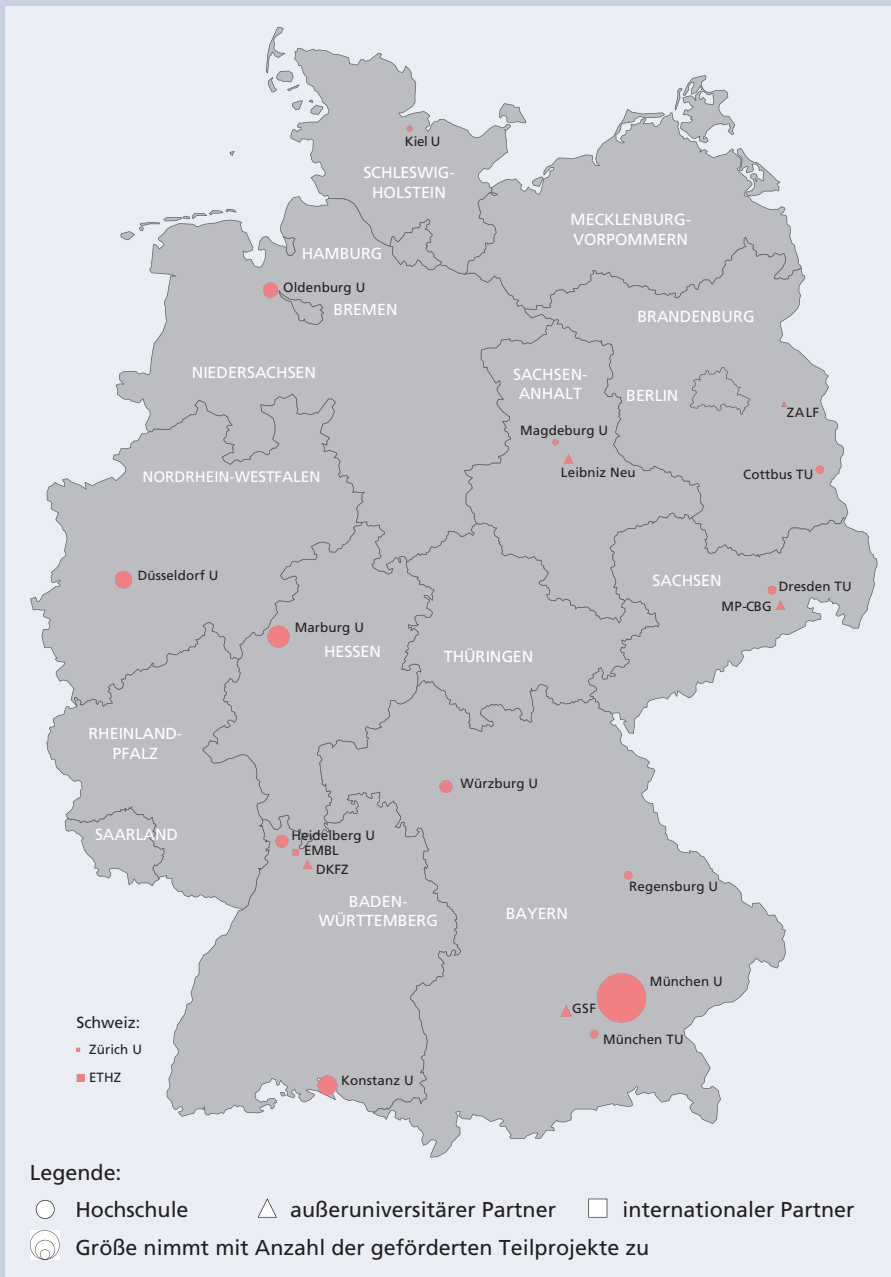 Kiel U
SCHLESWIG-
HOLSTEIN
MECKLENBURG-
VORPOMMERN
HAMBURG
Oldenburg U
BREMEN
BRANDENBURG
NIEDERSACHSEN
SACHSEN-
ANHALT
BERLIN
ZALF
Magdeburg U
Leibniz Neu
NORDRHEIN-WESTFALEN
Cottbus TU
Düsseldorf U
SACHSEN
Dresden TU
MP-CBG
Marburg U
HESSEN
THÜRINGEN
RHEINLAND-
PFALZ
Würzburg U
SAARLAND
Heidelberg U
EMBL
DKFZ
Regensburg U
BADEN-
WÜRTTEMBERG
BAYERN
München U
GSF
München TU
Schweiz:
Zürich U
ETHZ
Konstanz U
Legende:
Hochschule
außeruniversitärer Partner
internationaler Partner
Größe nimmt mit Anzahl der geförderten Teilprojekte zu